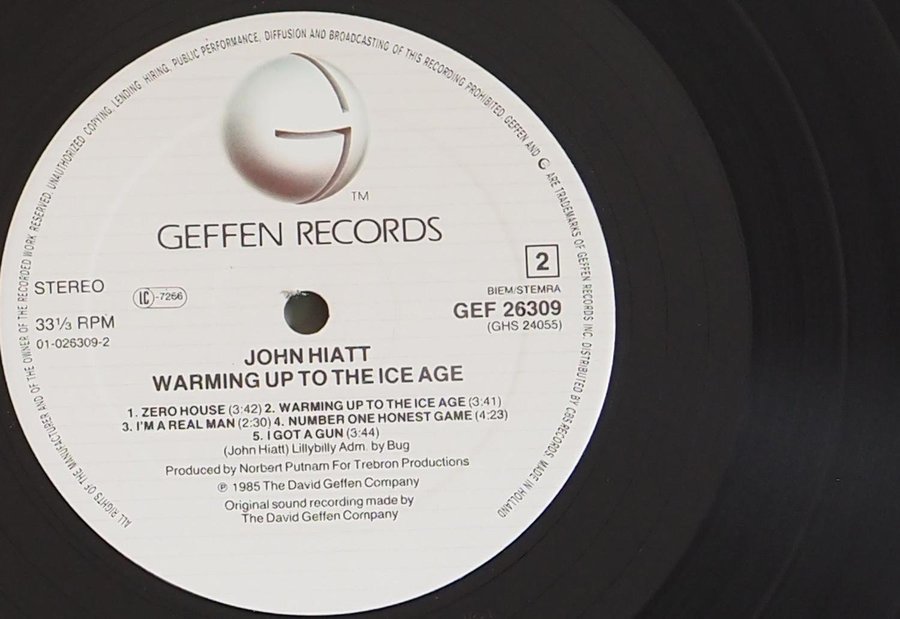 ALL RIGHTS OF THE MANUFACTURER AND OF THE OWNER OF THE RECORDED WORK RESERVED. UNAUTHORIZED COPYING, LENDING HIRING, PUBLIC PERFORMANCE, DIFFUSION AND BROADCASTING OF THIS RECORDING PROHIBITED. GEFFEN AND G ARE TRADEMARKS OF GEFFEN RECORDS INC. DISTRIBUTED BY CBS RECORDS. MADE IN HOLLAND
TM
GEFFEN RECORDS
2
STEREO
LC-7266
BIEM/STEMRA
GEF 26309
(GHS 24055)
33⅓ RPM
01-026309-2
JOHN HIATT
WARMING UP TO THE ICE AGE
1. ZERO HOUSE (3:42) 2. WARMING UP TO THE ICE AGE (3:41)
3. I'M A REAL MAN (2:30) 4. NUMBER ONE HONEST GAME (4:23)
5. I GOT A GUN (3:44)
(John Hiatt) Lillybilly Adm. by Bug
Produced by Norbert Putnam For Trebron Productions
℗ 1985 The David Geffen Company
Original sound recording made by
The David Geffen Company